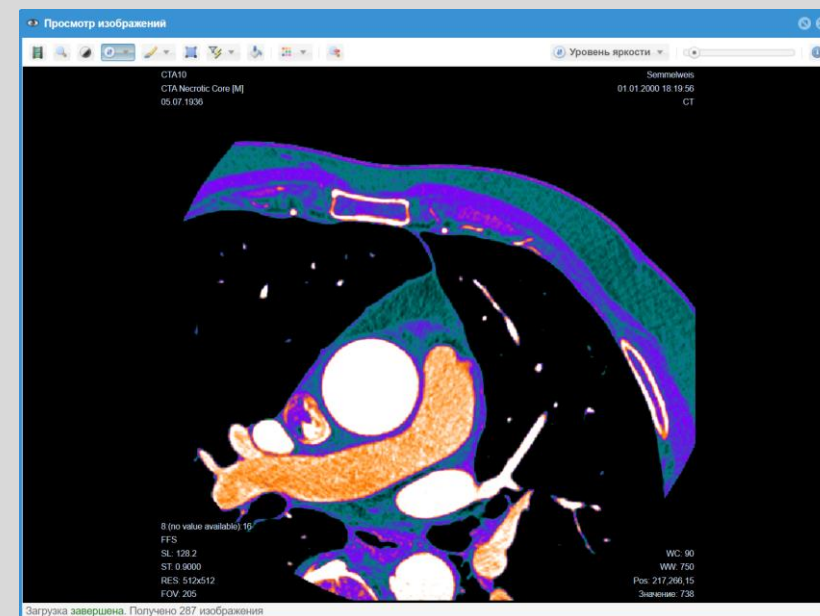 Просмотр изображений
Уровень яркости
CTA10
CTA Necrotic Core [M]
05.07.1936
Semmelweis
01.01.2000 18:19:56
CT
8 (no value available) 16
FFS
SL: 128.2
ST: 0.9000
RES: 512x512
FOV: 205
WC: 90
WW: 750
Pos: 217,266,15
Значение: 738
Загрузка завершена. Получено 287 изображения